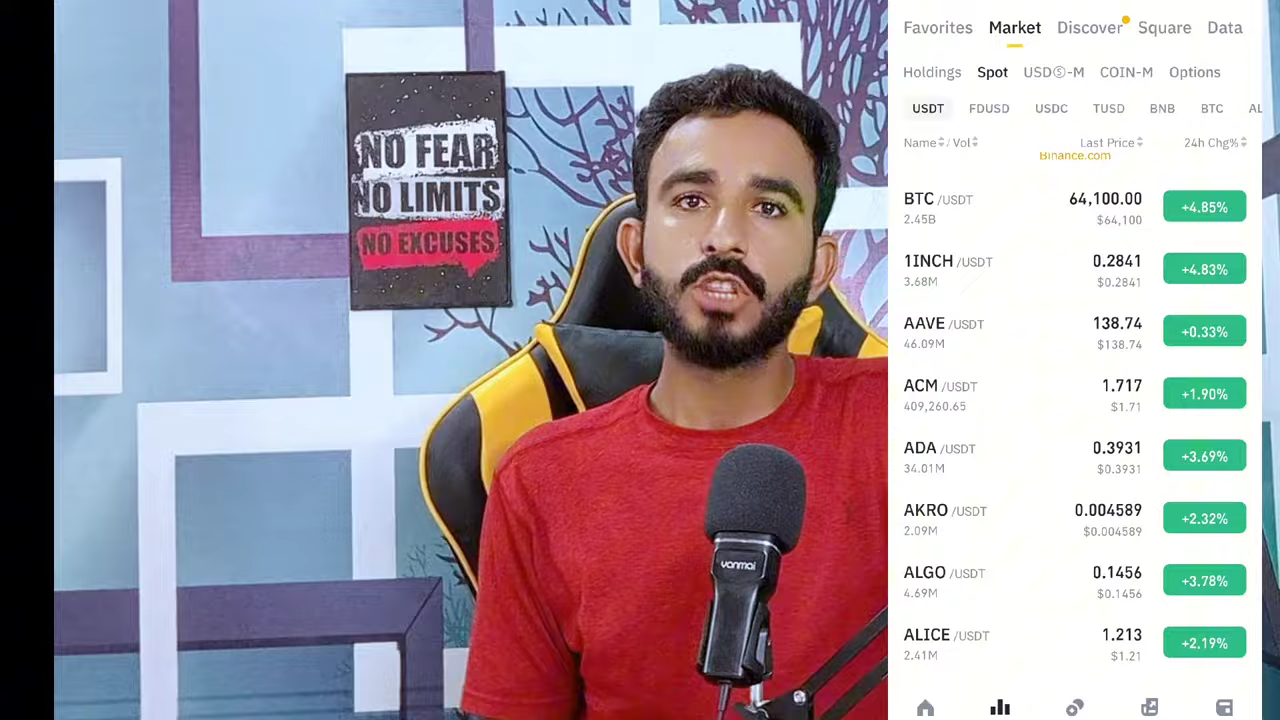 NO FEAR
NO LIMITS
NO EXCUSES
vanmai
Favorites Market Discover Square Data
Holdings Spot USDⓈ-M COIN-M Options
USDT FDUSD USDC TUSD BNB BTC AL
Name / Vol Last Price 24h Chg%
Binance.com
BTC /USDT 64,100.00 +4.85%
2.45B $64,100
1INCH /USDT 0.2841 +4.83%
3.68M $0.2841
AAVE /USDT 138.74 +0.33%
46.09M $138.74
ACM /USDT 1.717 +1.90%
409,260.65 $1.71
ADA /USDT 0.3931 +3.69%
34.01M $0.3931
AKRO /USDT 0.004589 +2.32%
2.09M $0.004589
ALGO /USDT 0.1456 +3.78%
4.69M $0.1456
ALICE /USDT 1.213 +2.19%
2.41M $1.21